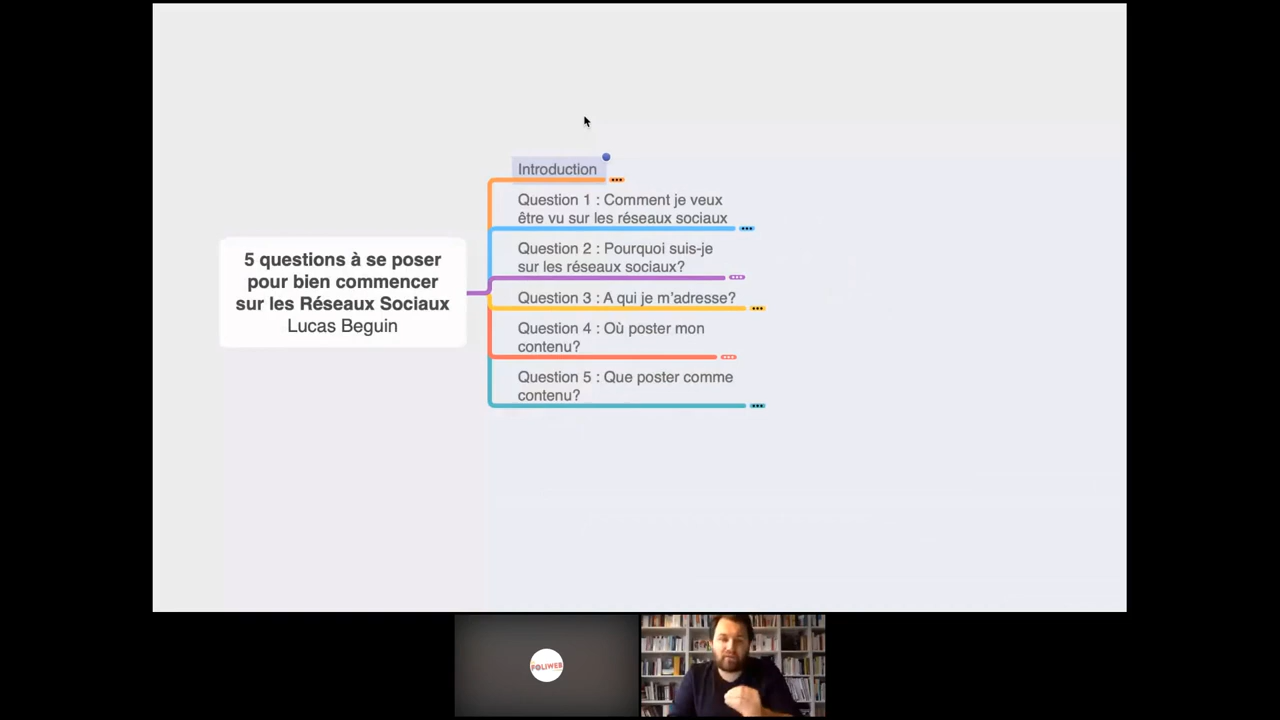 Introduction
Question 1 : Comment je veux
être vu sur les réseaux sociaux
Question 2 : Pourquoi suis-je
sur les réseaux sociaux?
5 questions à se poser
pour bien commencer
sur les Réseaux Sociaux
Lucas Beguin
Question 3 : A qui je m’adresse?
Question 4 : Où poster mon
contenu?
Question 5 : Que poster comme
contenu?
FOLIWEB